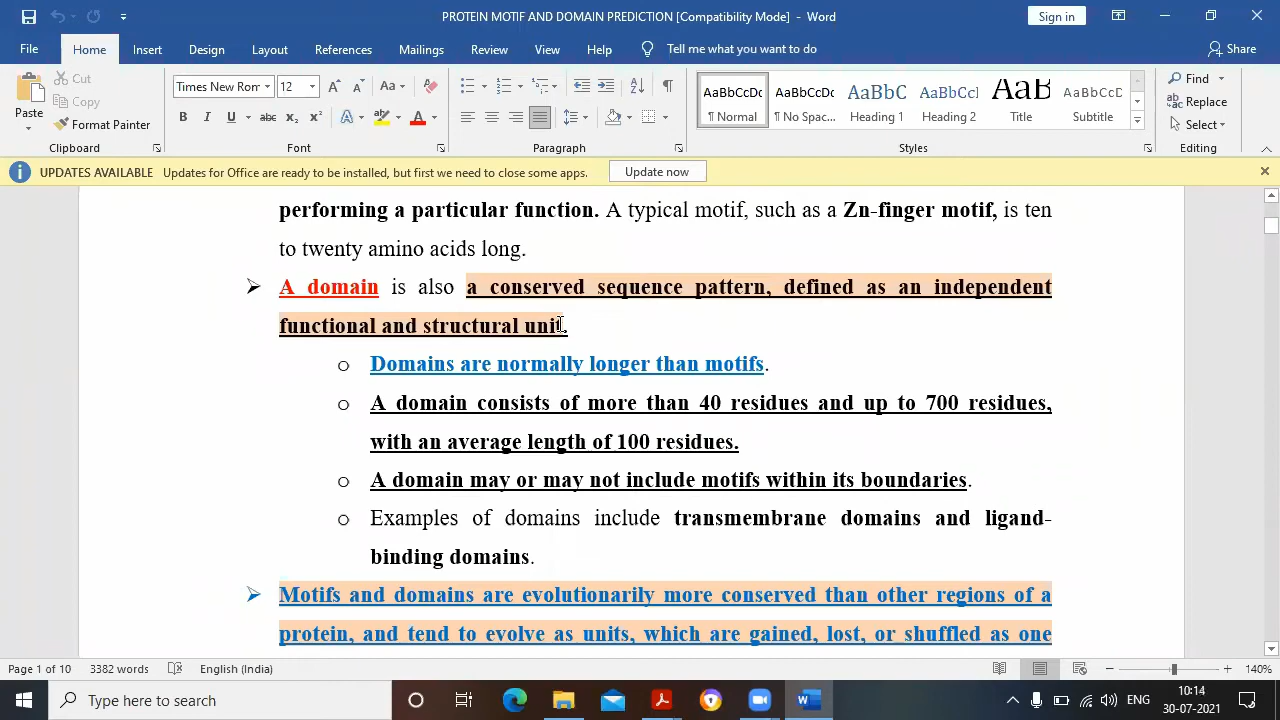 PROTEIN MOTIF AND DOMAIN PREDICTION [Compatibility Mode] - Word
Sign in
File Home Insert Design Layout References Mailings Review View Help Tell me what you want to do Share
Paste
Cut
Copy
Format Painter
Clipboard
Times New Rom 12
Font
Paragraph
AaBbCcDc AaBbCcDc AaBbC AaBbCcI AaB AaBbCcD
¶ Normal ¶ No Spac... Heading 1 Heading 2 Title Subtitle
Styles
Find
Replace
Select
Editing
UPDATES AVAILABLE Updates for Office are ready to be installed, but first we need to close some apps. Update now
performing a particular function. A typical motif, such as a Zn-finger motif, is ten
to twenty amino acids long.
➢ A domain is also a conserved sequence pattern, defined as an independent
functional and structural unit.
o Domains are normally longer than motifs.
o A domain consists of more than 40 residues and up to 700 residues,
with an average length of 100 residues.
o A domain may or may not include motifs within its boundaries.
o Examples of domains include transmembrane domains and ligand-
binding domains.
➢ Motifs and domains are evolutionarily more conserved than other regions of a
protein, and tend to evolve as units, which are gained, lost, or shuffled as one
Page 1 of 10 3382 words English (India) 140%
Type here to search
ENG
10:14
30-07-2021